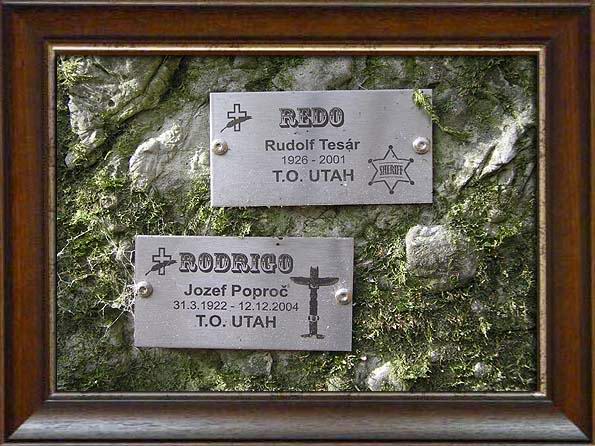 REDO
Rudolf Tesár
1926 - 2001
T.O. UTAH
SHERIFF
RODRIGO
Jozef Poproč
31.3.1922 - 12.12.2004
T.O. UTAH